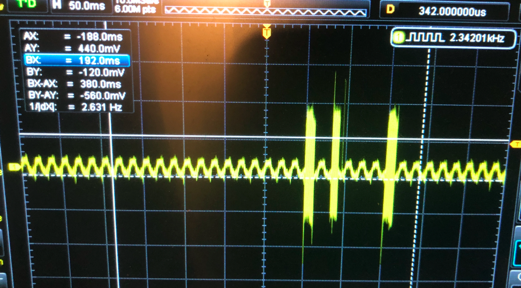 T'D H 50.0ms 6.00M pts D 342.000000us
2.34201kHz
AX: = -188.0ms
AY: = 440.0mV
BX: = 192.0ms
BY: = -120.0mV
BX-AX: = 380.0ms
BY-AY: = -560.0mV
1/|dX|: = 2.631 Hz